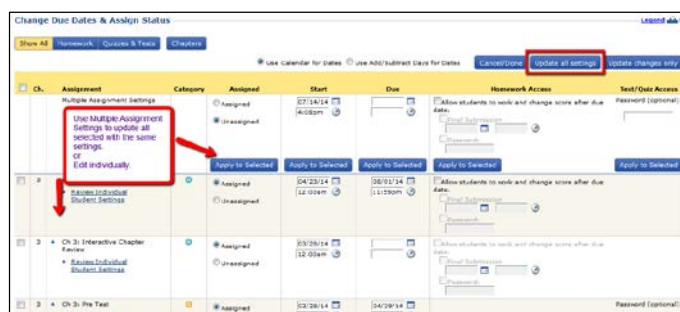 Change Due Dates & Assign Status
Legend
Show All Homework Quizzes & Tests Chapters
Use Calendar for Dates Use Add/Subtract Days for Dates Cancel/Done Update all settings Update changes only
Ch. Assignment Category Assigned Start Due Homework Access Test/Quiz Access
Multiple Assignment Settings
Assigned
Unassigned
07/14/14
4:08pm
Allow students to work and change score after due date.
Final Submission
Password:
Password (optional)
Use Multiple Assignment
Settings to update all
selected with the same
settings.
or
Edit individually.
Apply to Selected Apply to Selected Apply to Selected Apply to Selected Apply to Selected
Review Individual
Student Settings
Assigned
Unassigned
04/23/14
12:00am
08/01/14
11:59pm
Allow students to work and change score after due date.
Final Submission
Password:
3 Ch 3: Interactive Chapter
Review
Review Individual
Student Settings
Assigned
Unassigned
03/28/14
12:00am
Allow students to work and change score after due date.
Final Submission
Password:
3 Ch 3: Pre Test
Assigned
03/28/14
04/29/14
Password (optional)